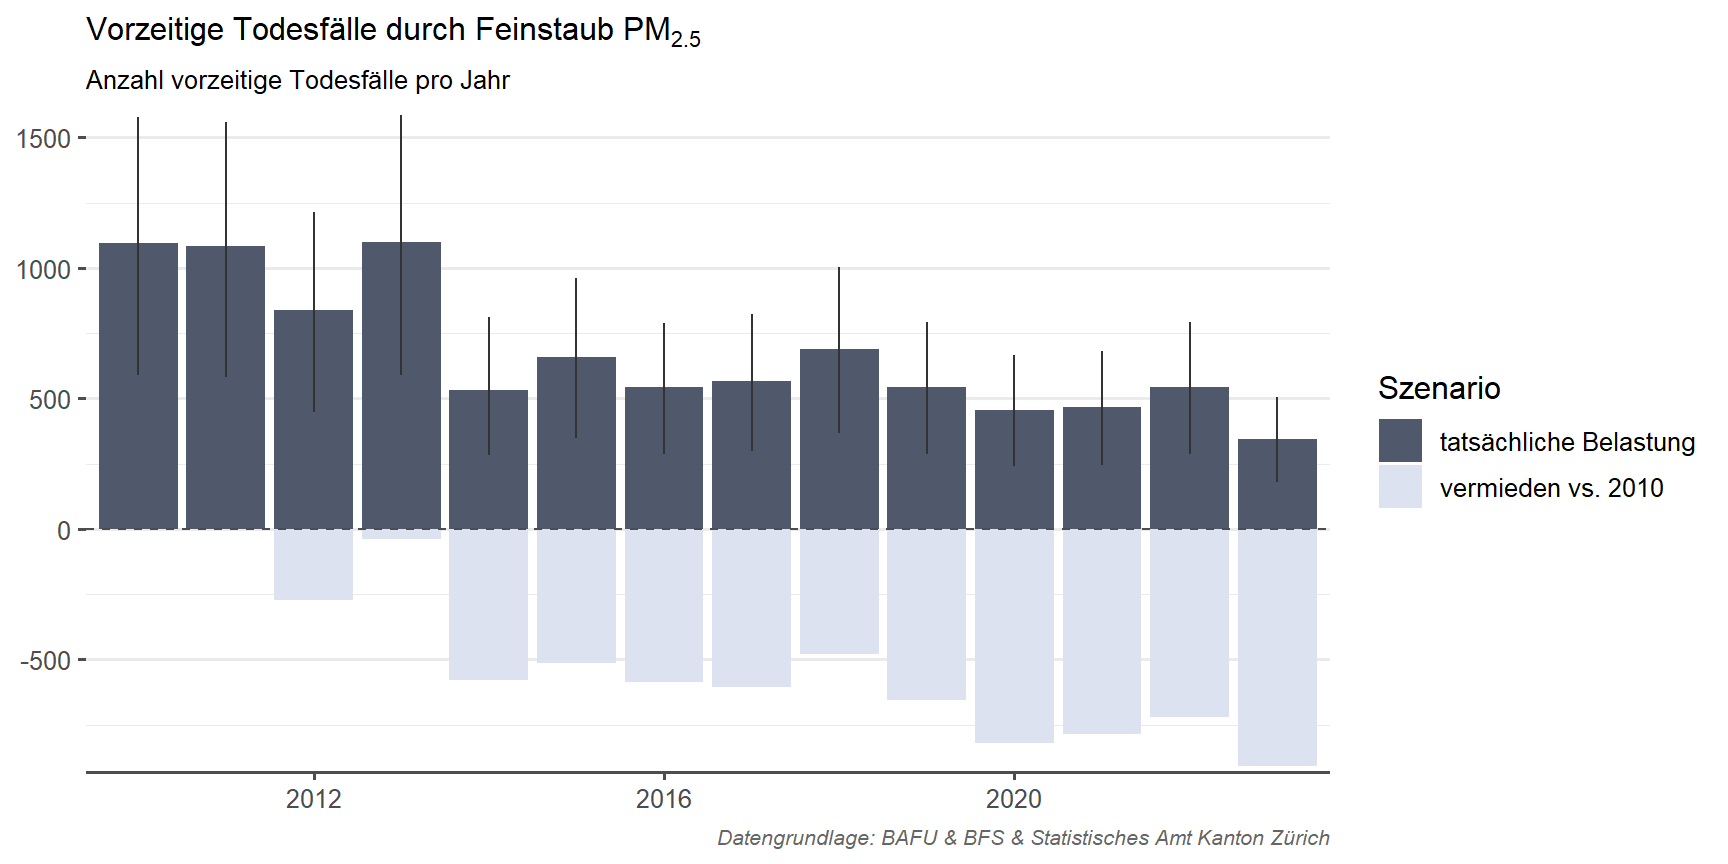 Vorzeitige Todesfälle durch Feinstaub PM2.5
Anzahl vorzeitige Todesfälle pro Jahr
1500
1000
500
0
-500
2012
2016
2020
Szenario
tatsächliche Belastung
vermieden vs. 2010
Datengrundlage: BAFU & BFS & Statistisches Amt Kanton Zürich